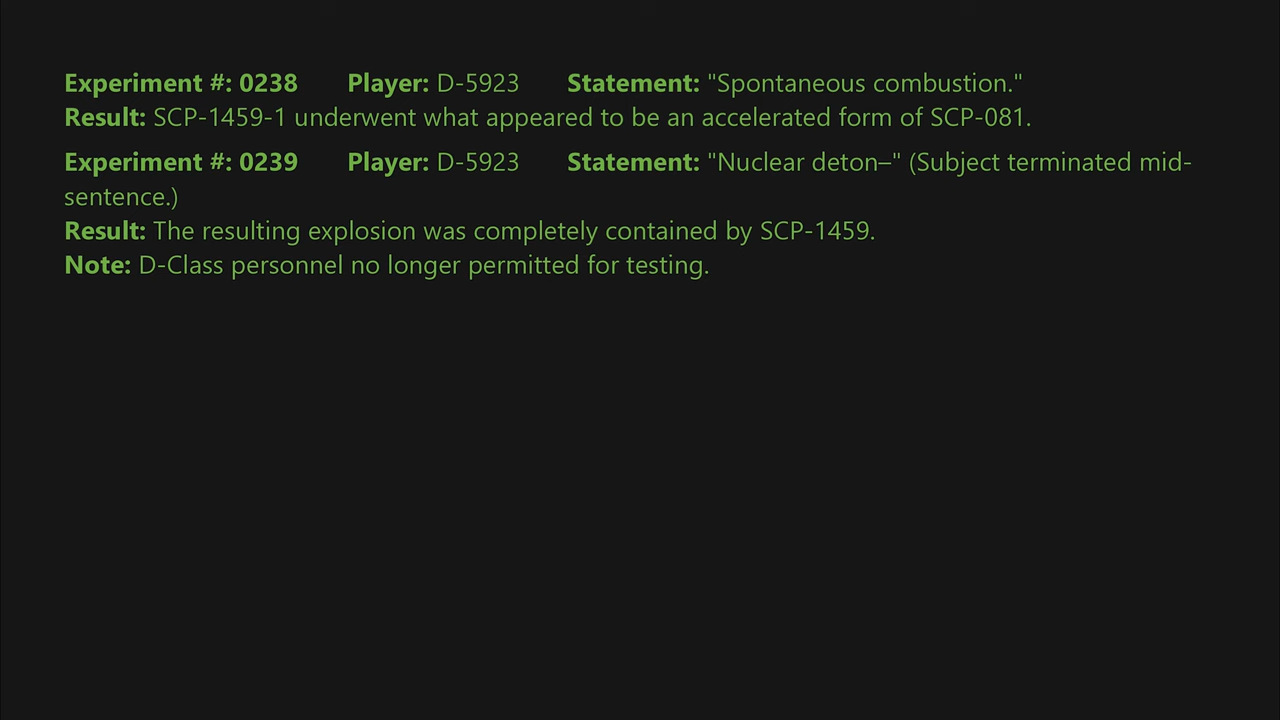 Experiment #: 0238 Player: D-5923 Statement: "Spontaneous combustion."
Result: SCP-1459-1 underwent what appeared to be an accelerated form of SCP-081.
Experiment #: 0239 Player: D-5923 Statement: "Nuclear deton–" (Subject terminated mid-
sentence.)
Result: The resulting explosion was completely contained by SCP-1459.
Note: D-Class personnel no longer permitted for testing.